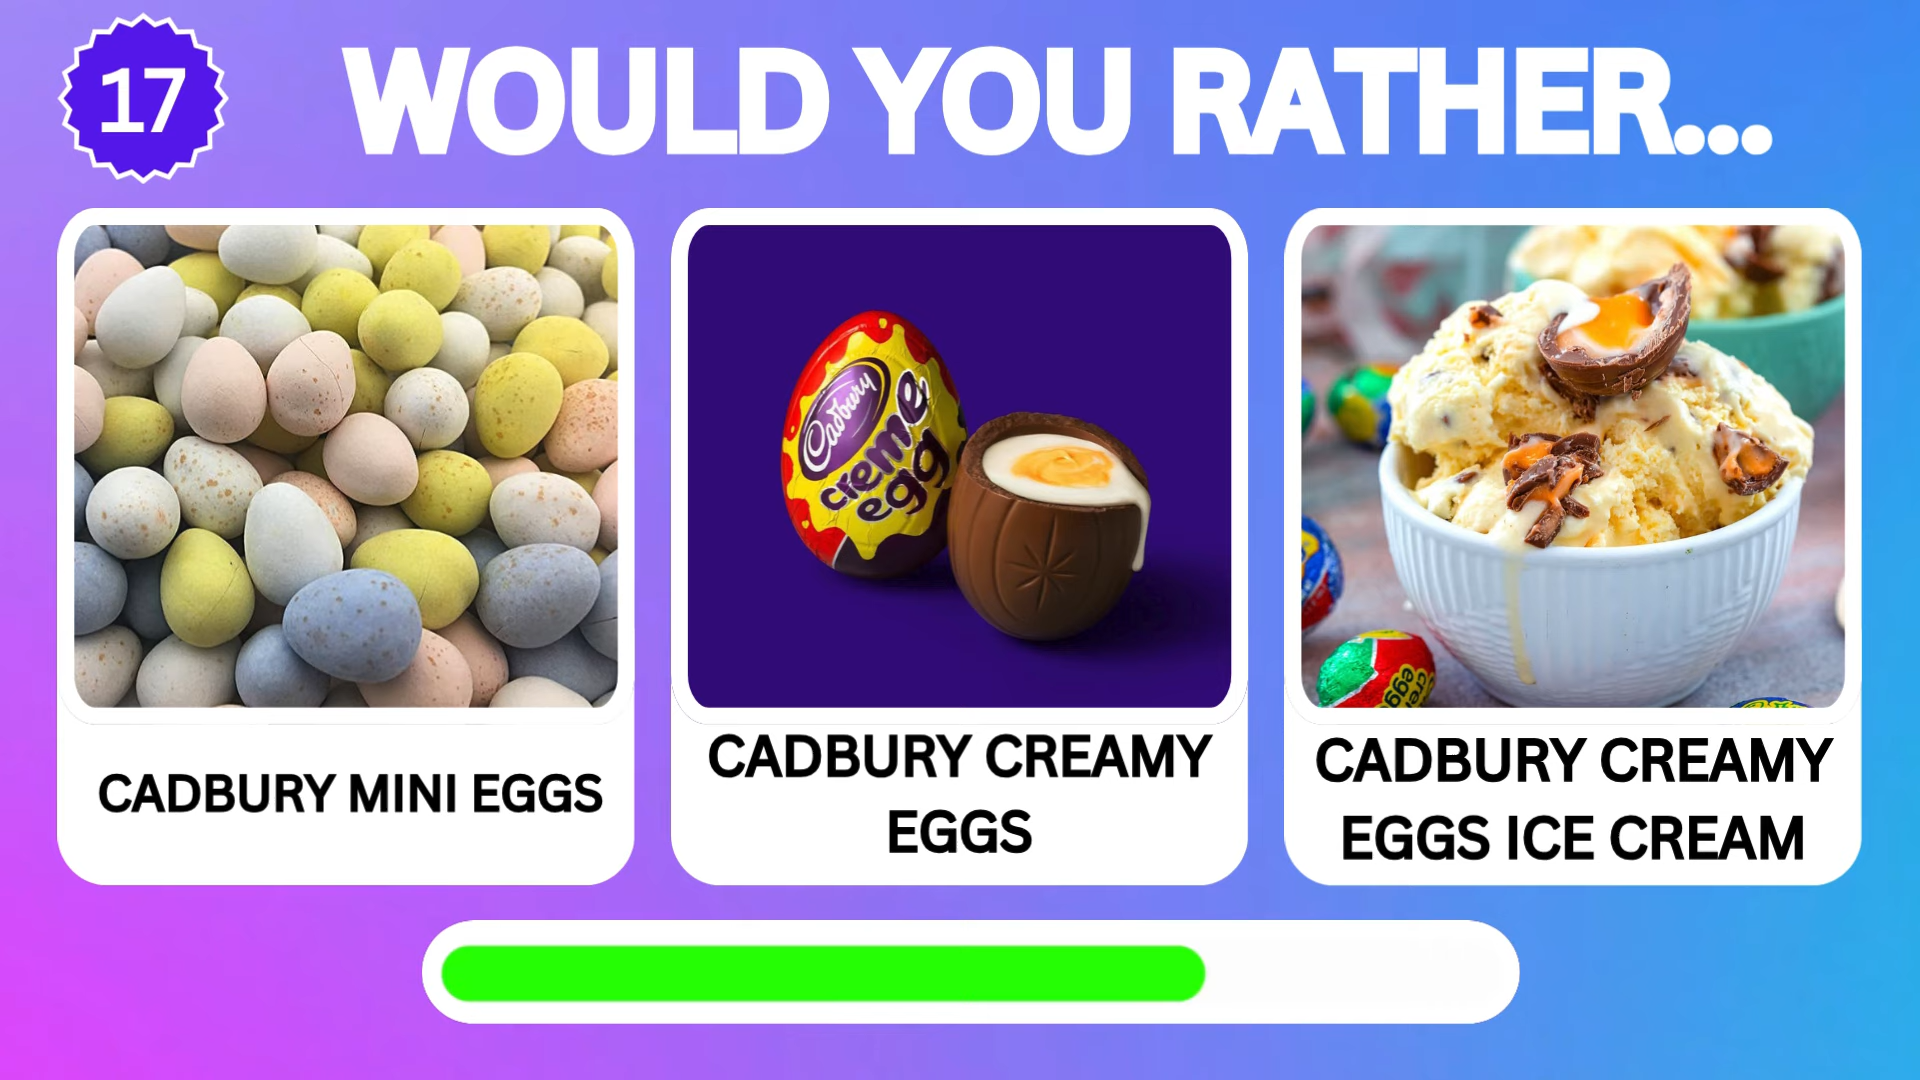 17
WOULD YOU RATHER...
Cadbury
creme
egg
CADBURY MINI EGGS
CADBURY CREAMY
EGGS
CADBURY CREAMY
EGGS ICE CREAM